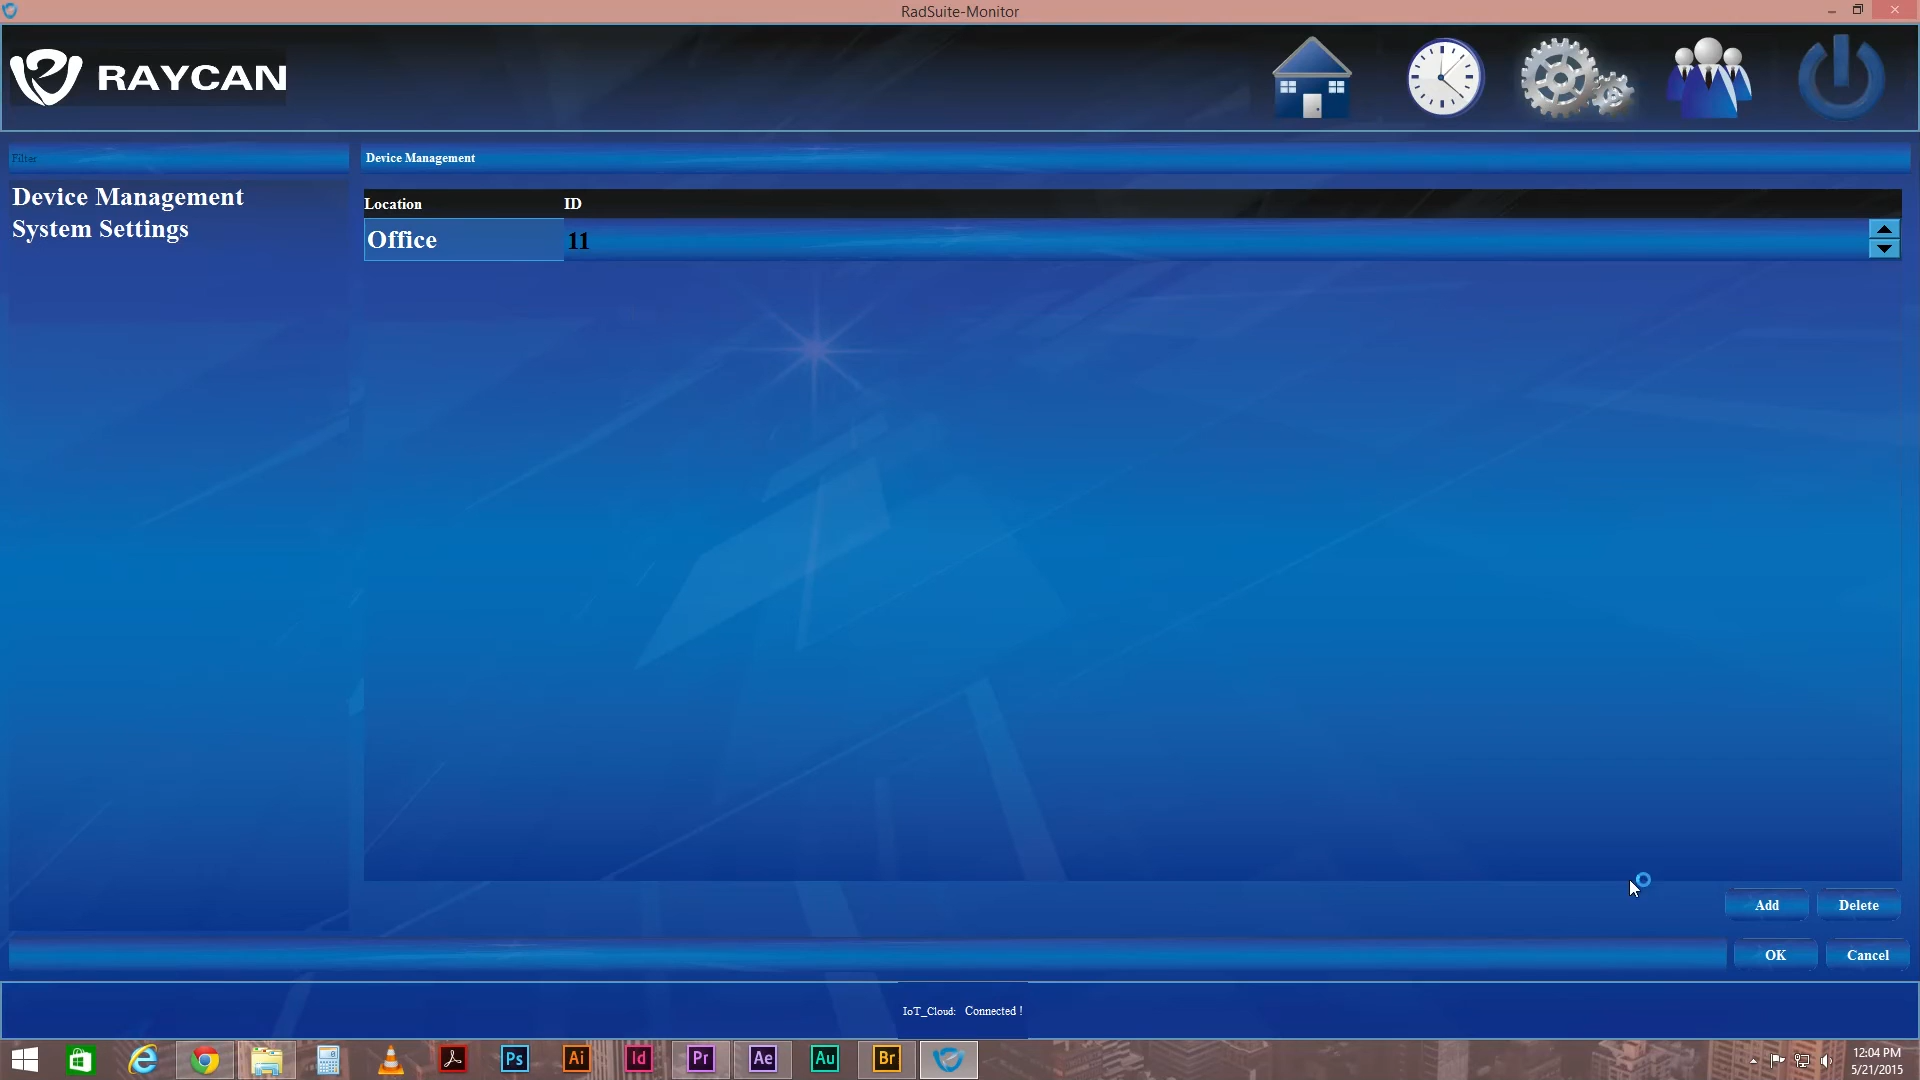 RadSuite-Monitor
RAYCAN
Filter
Device Management
System Settings
Device Management
Location ID
Office 11
Add Delete
OK Cancel
IoT_Cloud: Connected !
Ps Ai Id Pr Ae Au Br
12:04 PM
5/21/2015